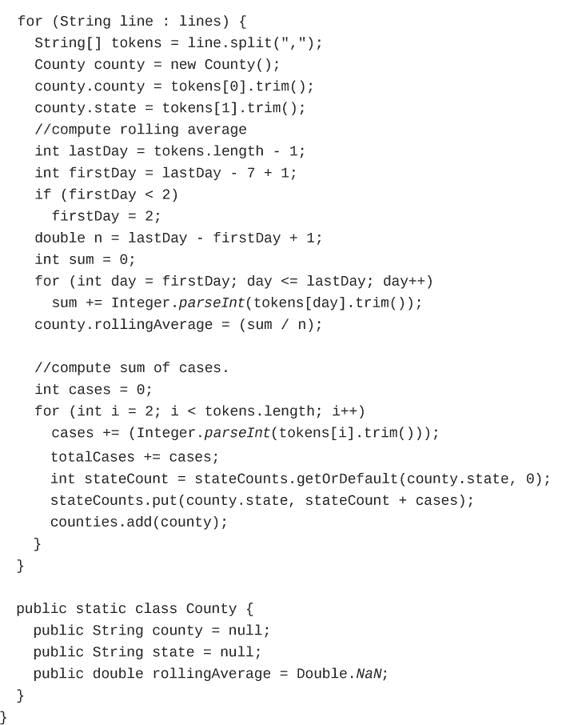 for (String line : lines) {
String[] tokens = line.split(",");
County county = new County();
county.county = tokens[0].trim();
county.state = tokens[1].trim();
//compute rolling average
int lastDay = tokens.length - 1;
int firstDay = lastDay - 7 + 1;
if (firstDay < 2)
firstDay = 2;
double n = lastDay - firstDay + 1;
int sum = 0;
for (int day = firstDay; day <= lastDay; day++)
sum += Integer.parseInt(tokens[day].trim());
county.rollingAverage = (sum / n);

//compute sum of cases.
int cases = 0;
for (int i = 2; i < tokens.length; i++)
cases += (Integer.parseInt(tokens[i].trim()));
totalCases += cases;
int stateCount = stateCounts.getOrDefault(county.state, 0);
stateCounts.put(county.state, stateCount + cases);
counties.add(county);
}
}

public static class County {
public String county = null;
public String state = null;
public double rollingAverage = Double.NaN;
}
}